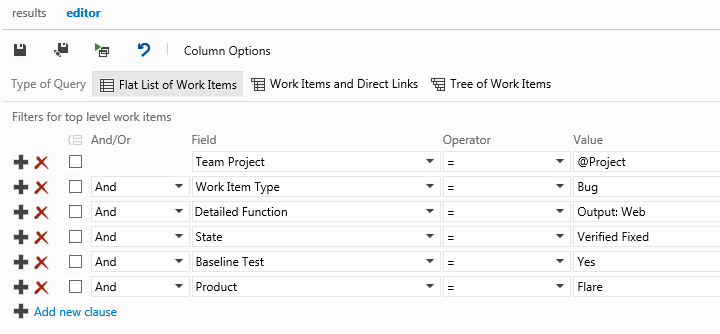 results editor
Column Options
Type of Query Flat List of Work Items Work Items and Direct Links Tree of Work Items
Filters for top level work items
And/Or Field Operator Value
Team Project = @Project
And Work Item Type = Bug
And Detailed Function = Output: Web
And State = Verified Fixed
And Baseline Test = Yes
And Product = Flare
Add new clause